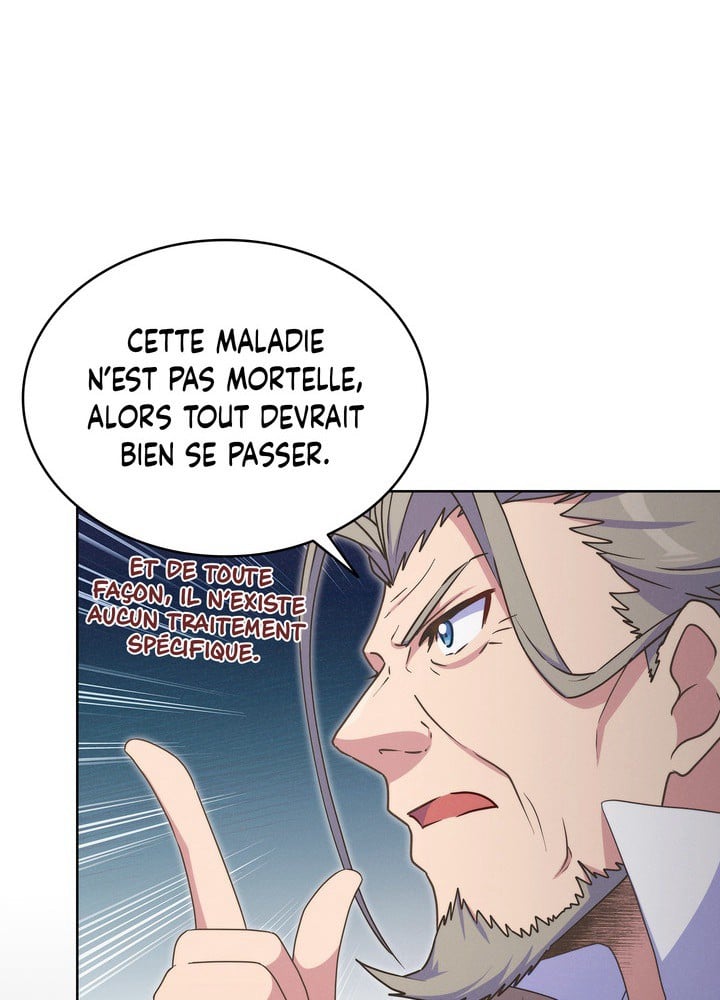 CETTE MALADIE
N'EST PAS MORTELLE,
ALORS TOUT DEVRAIT
BIEN SE PASSER.
ET DE TOUTE
FAÇON, IL N'EXISTE
AUCUN TRAITEMENT
SPÉCIFIQUE.